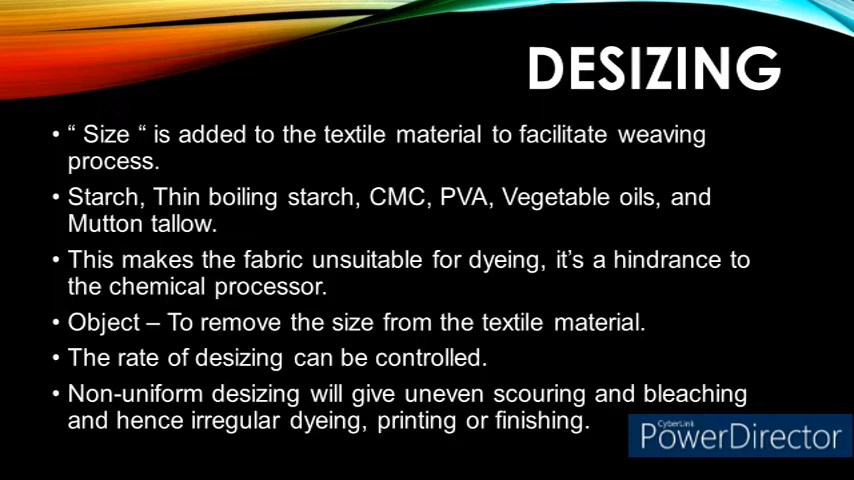 DESIZING
• “ Size “ is added to the textile material to facilitate weaving
process.
• Starch, Thin boiling starch, CMC, PVA, Vegetable oils, and
Mutton tallow.
• This makes the fabric unsuitable for dyeing, it’s a hindrance to
the chemical processor.
• Object – To remove the size from the textile material.
• The rate of desizing can be controlled.
• Non-uniform desizing will give uneven scouring and bleaching
and hence irregular dyeing, printing or finishing.
CyberLink
PowerDirector